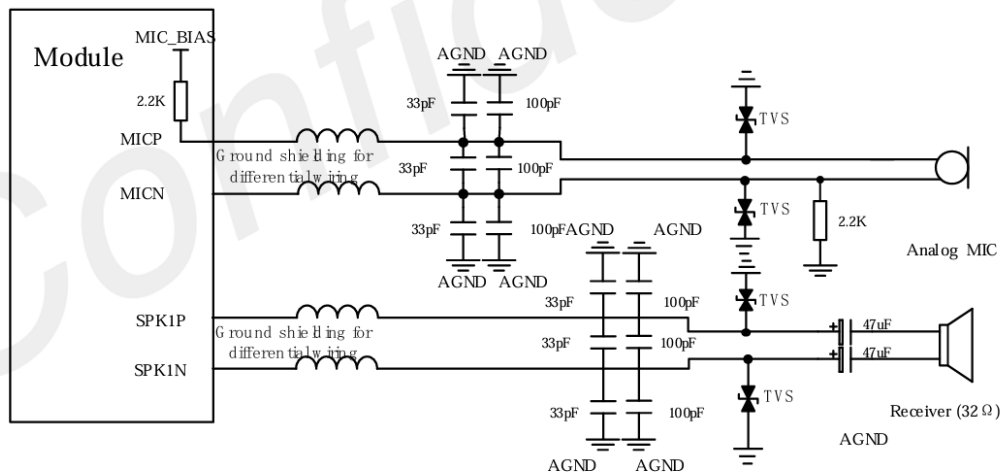 Confide
MIC_BIAS
Module
2.2K
MICP
MICN
SPK1P
SPK1N
Ground shielding for
differential wiring
AGND AGND
33pF 100pF
33pF 100pF
33pF 100pF
AGND AGND
TVS
TVS
2.2K
Analog MIC
Ground shielding for
differential wiring
AGND AGND
33pF 100pF
33pF 100pF
33pF 100pF
AGND AGND
TVS
TVS
+ 47uF
+ 47uF
Receiver (32 Ω)
AGND